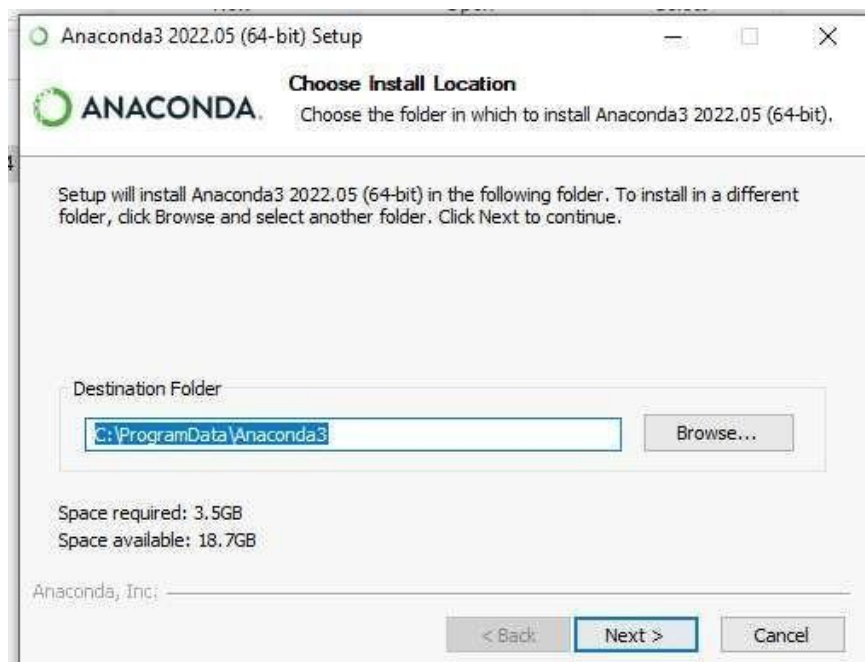 Anaconda3 2022.05 (64-bit) Setup
ANACONDA.
Choose Install Location
Choose the folder in which to install Anaconda3 2022.05 (64-bit).
Setup will install Anaconda3 2022.05 (64-bit) in the following folder. To install in a different
folder, click Browse and select another folder. Click Next to continue.
Destination Folder
C:\ProgramData\Anaconda3
Browse...
Space required: 3.5GB
Space available: 18.7GB
Anaconda, Inc.
< Back
Next >
Cancel